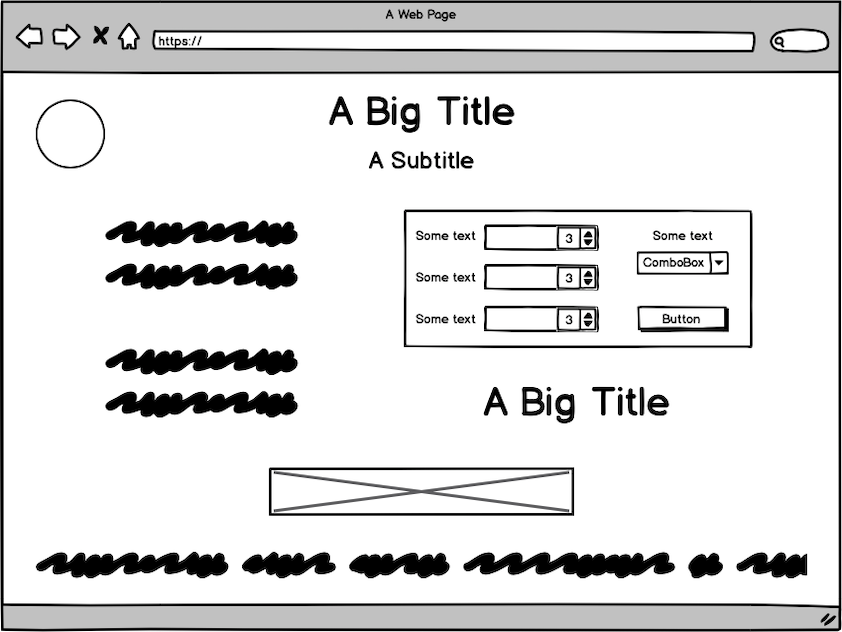 A Web Page
https://
A Big Title
A Subtitle
Some text 3
Some text
ComboBox
Some text 3
Some text 3
Button
A Big Title